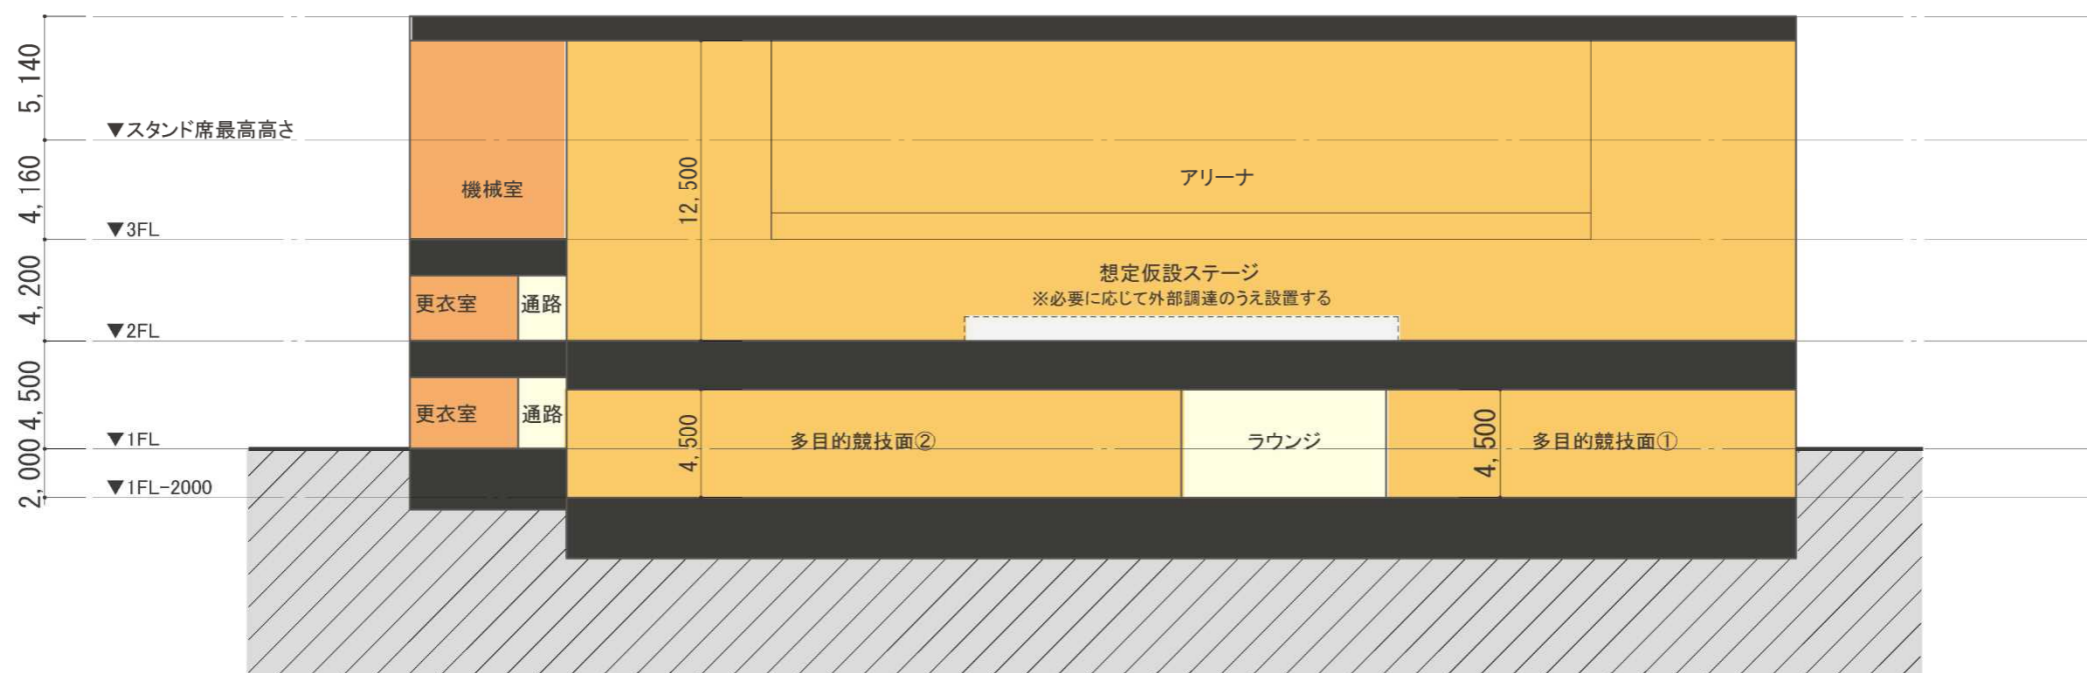 5,140
▼スタンド席最高高さ
4,160
12,500
機械室
アリーナ
▼3FL
4,200
想定仮設ステージ
※必要に応じて外部調達のうえ設置する
更衣室
通路
▼2FL
4,500
更衣室
通路
4,500
多目的競技面②
ラウンジ
4,500
多目的競技面①
▼1FL
2,000
▼1FL-2000